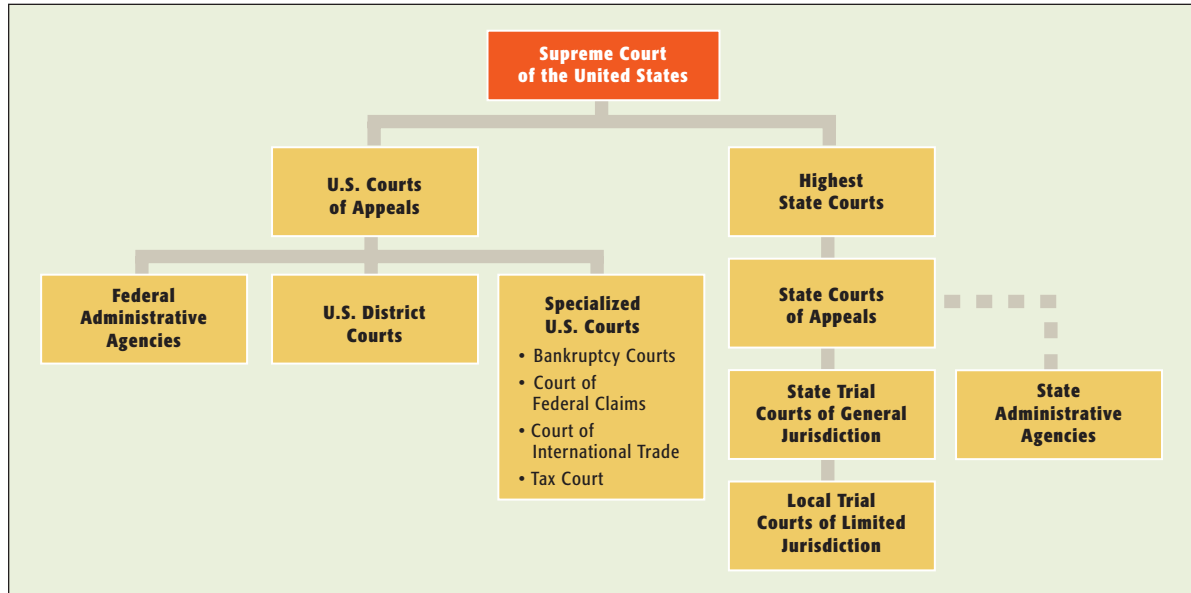 Supreme Court
of the United States
U.S. Courts
of Appeals
Highest
State Courts
Federal
Administrative
Agencies
U.S. District
Courts
Specialized
U.S. Courts
• Bankruptcy Courts
• Court of
Federal Claims
• Court of
International Trade
• Tax Court
State Courts
of Appeals
State Trial
Courts of General
Jurisdiction
State
Administrative
Agencies
Local Trial
Courts of Limited
Jurisdiction